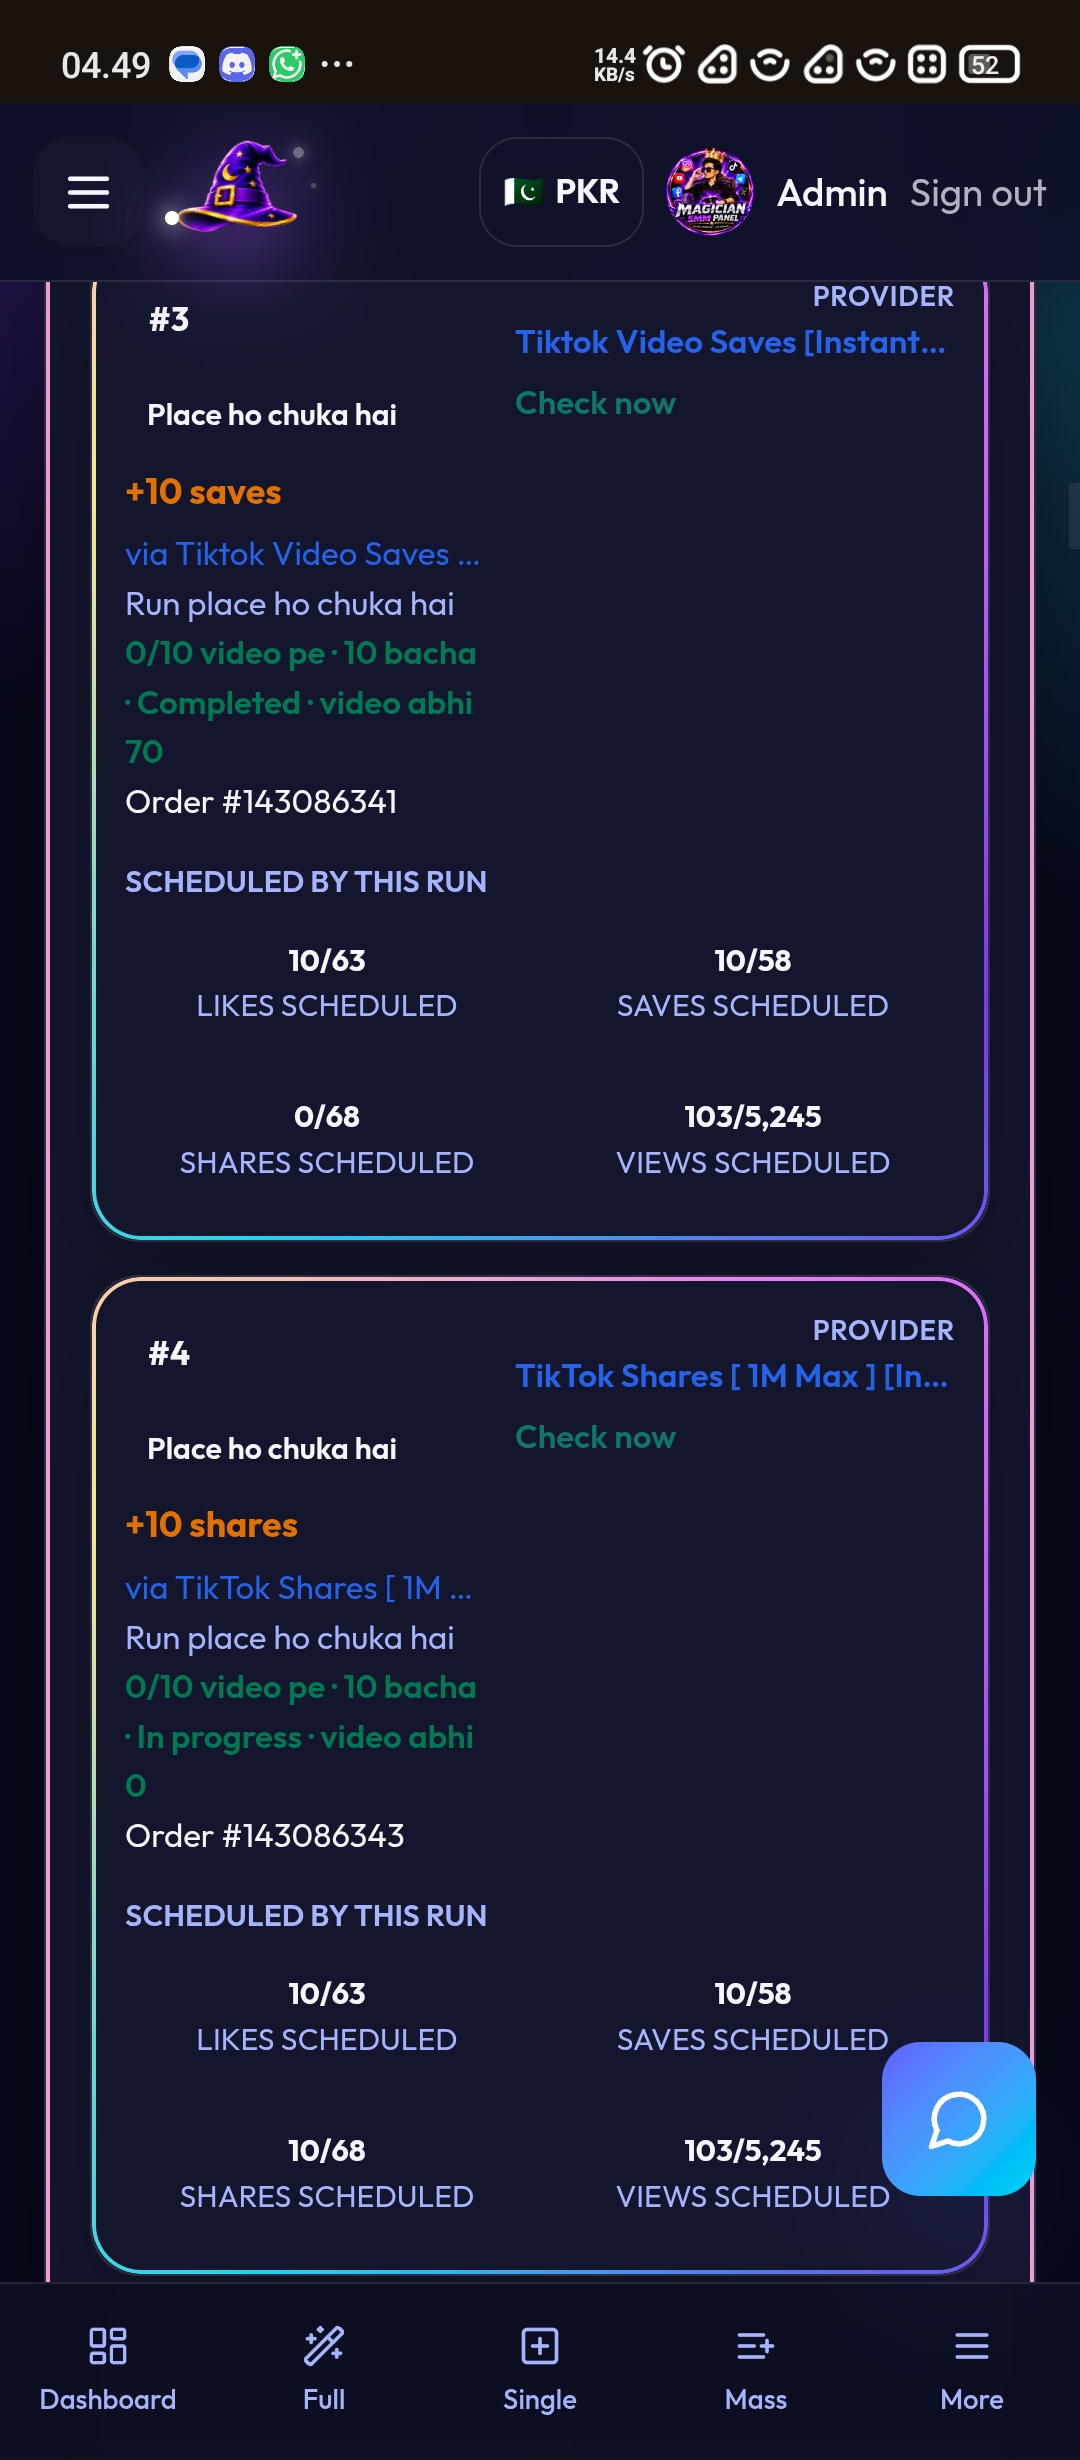 04.49
14.4
KB/s
52
PKR
MAGICIAN
SMM PANEL
Admin
Sign out
#3
PROVIDER
Tiktok Video Saves [Instant...
Place ho chuka hai
Check now
+10 saves
via Tiktok Video Saves ...
Run place ho chuka hai
0/10 video pe · 10 bacha
· Completed · video abhi
70
Order #143086341
SCHEDULED BY THIS RUN
10/63
LIKES SCHEDULED
10/58
SAVES SCHEDULED
0/68
SHARES SCHEDULED
103/5,245
VIEWS SCHEDULED
#4
PROVIDER
TikTok Shares [ 1M Max ] [In...
Place ho chuka hai
Check now
+10 shares
via TikTok Shares [ 1M ...
Run place ho chuka hai
0/10 video pe · 10 bacha
· In progress · video abhi
0
Order #143086343
SCHEDULED BY THIS RUN
10/63
LIKES SCHEDULED
10/58
SAVES SCHEDULED
10/68
SHARES SCHEDULED
103/5,245
VIEWS SCHEDULED
Dashboard
Full
Single
Mass
More